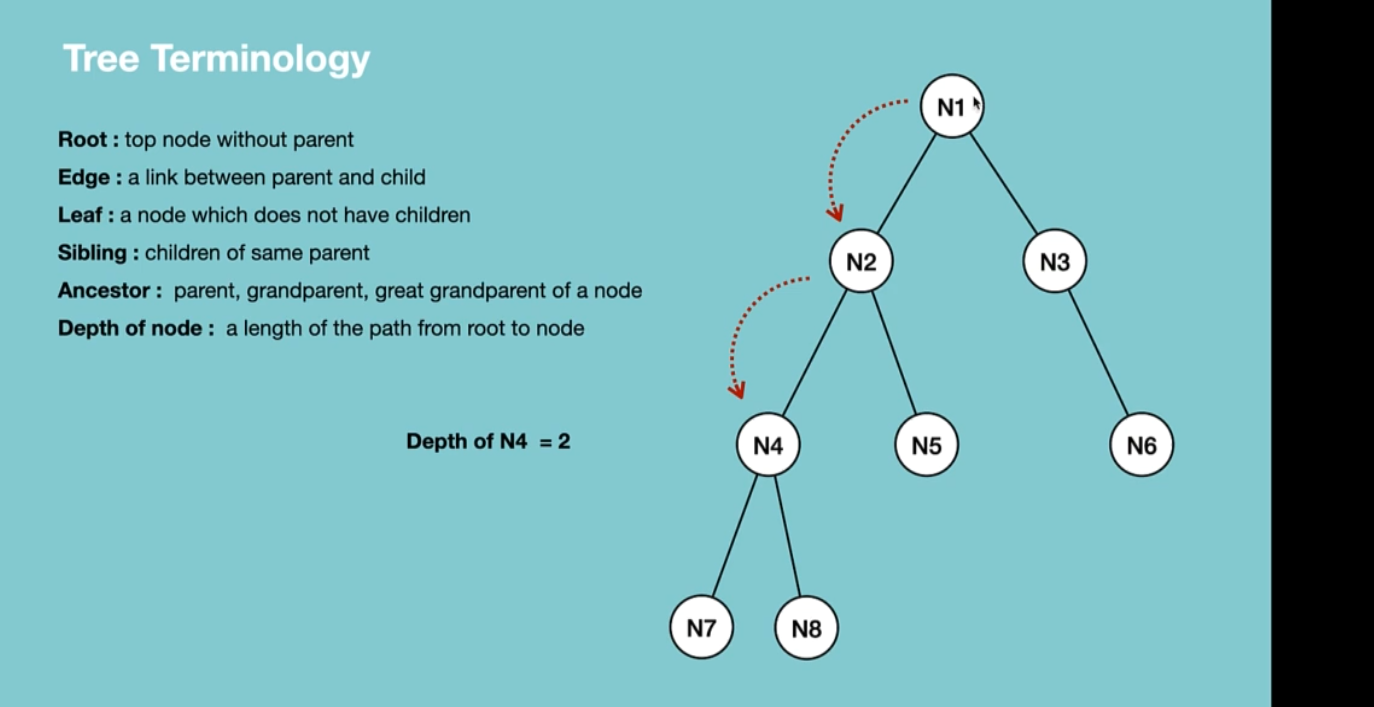 Tree Terminology
Root : top node without parent
Edge : a link between parent and child
Leaf : a node which does not have children
Sibling : children of same parent
Ancestor : parent, grandparent, great grandparent of a node
Depth of node : a length of the path from root to node
Depth of N4 = 2
N1
N2
N3
N4
N5
N6
N7
N8